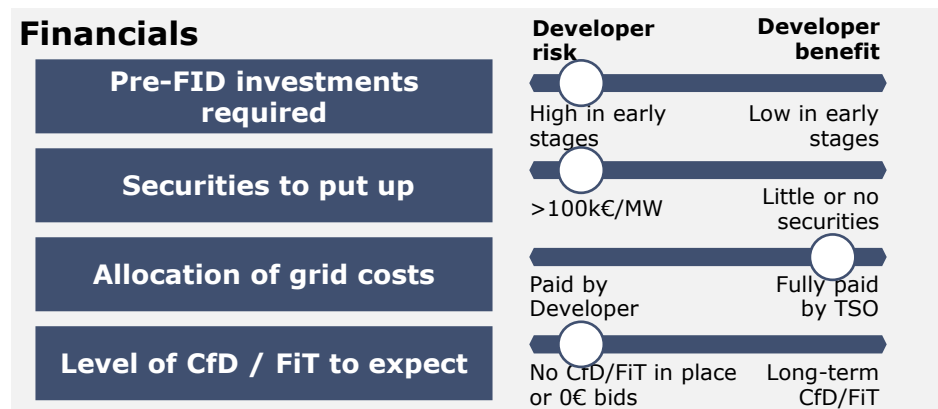 Financials
Developer
risk
Developer
benefit
Pre-FID investments
required
High in early
stages
Low in early
stages
Securities to put up
>100k€/MW
Little or no
securities
Allocation of grid costs
Paid by
Developer
Fully paid
by TSO
Level of CfD / FiT to expect
No CfD/FiT in place
or 0€ bids
Long-term
CfD/FiT